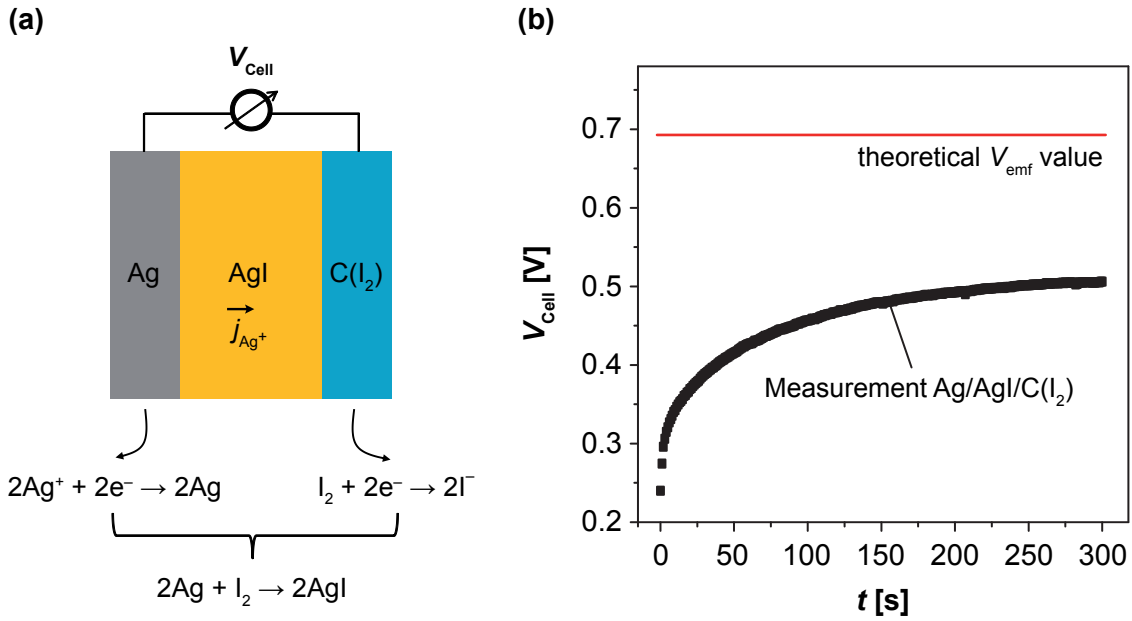 (a)
V_Cell
Ag
AgI
C(I₂)
j_Ag⁺
2Ag⁺ + 2e⁻ → 2Ag
I₂ + 2e⁻ → 2I⁻
2Ag + I₂ → 2AgI
(b)
V_Cell [V]
0.7
0.6
0.5
0.4
0.3
0.2
theoretical V_emf value
Measurement Ag/AgI/C(I₂)
0 50 100 150 200 250 300
t [s]